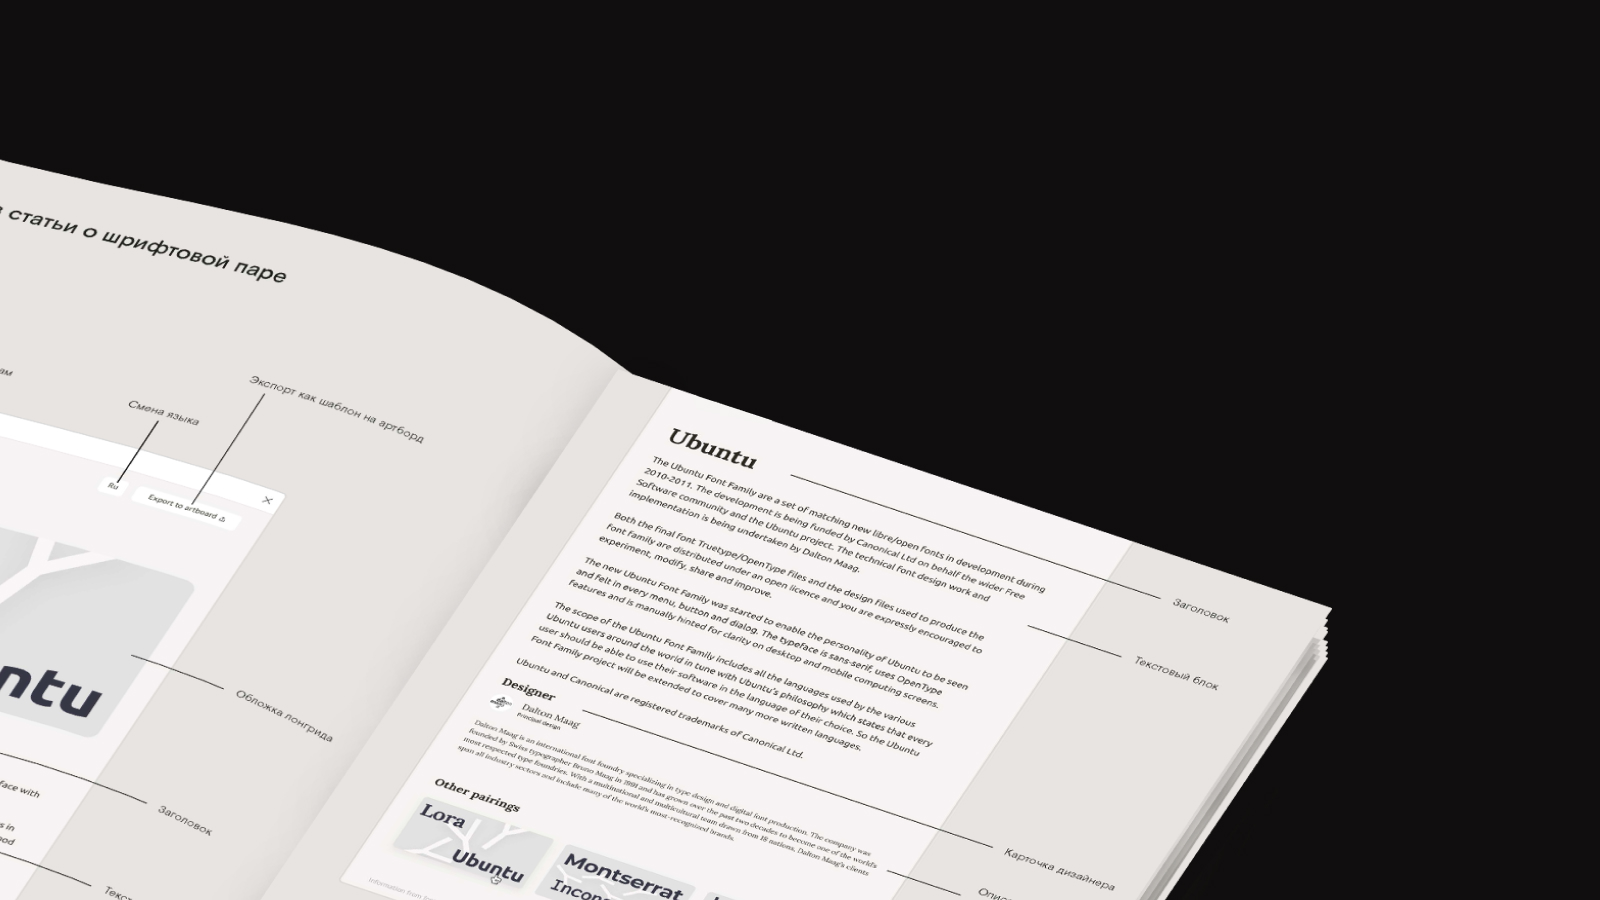 статьи о шрифтовой паре
Экспорт как шаблон на артборд
Смена языка
Ru
Export to artboard
ntu
Обложка лонгрида
face with
Заголовок
s in
ood
Текст
Ubuntu
The Ubuntu Font Family are a set of matching new libre/open fonts in development during
2010-2011. The development is being funded by Canonical Ltd on behalf the wider Free
Software community and the Ubuntu project. The technical font design work and
implementation is being undertaken by Dalton Maag.
Both the final font Truetype/OpenType files and the design files used to produce the
font family are distributed under an open licence and you are expressly encouraged to
experiment, modify, share and improve.
The new Ubuntu Font Family was started to enable the personality of Ubuntu to be seen
and felt in every menu, button and dialog. The typeface is sans-serif, uses OpenType
features and is manually hinted for clarity on desktop and mobile computing screens.
The scope of the Ubuntu Font Family includes all the languages used by the various
Ubuntu users around the world in tune with Ubuntu's philosophy which states that every
user should be able to use their software in the language of their choice. So the Ubuntu
Font Family project will be extended to cover many more written languages.
Ubuntu and Canonical are registered trademarks of Canonical Ltd.
Заголовок
Текстовый блок
Designer
Dalton Maag
Principal design
Dalton Maag is an international font foundry specializing in type design and digital font production. The company was
founded by Swiss typographer Bruno Maag in 1991 and has grown over the past two decades to become one of the world's
most respected type foundries. With a multinational and multicultural team drawn from 18 nations, Dalton Maag's clients
span all industry sectors and include many of the world's most-recognized brands.
Карточка дизайнера
Other pairings
Lora
Ubuntu
Montserrat
Incons
Опис
Information from